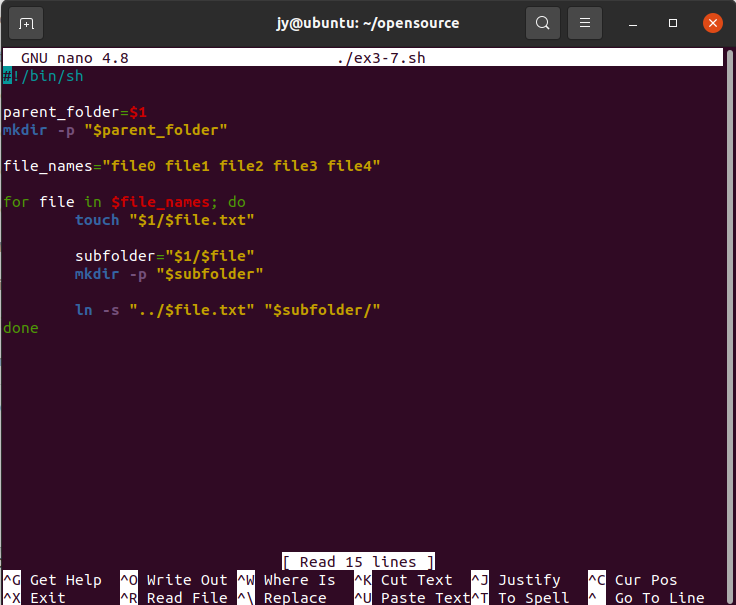 jy@ubuntu: ~/opensource
GNU nano 4.8 ./ex3-7.sh
#!/bin/sh
parent_folder=$1
mkdir -p "$parent_folder"
file_names="file0 file1 file2 file3 file4"
for file in $file_names; do
touch "$1/$file.txt"
subfolder="$1/$file"
mkdir -p "$subfolder"
ln -s "../$file.txt" "$subfolder/"
done
[ Read 15 lines ]
^G Get Help ^O Write Out ^W Where Is ^K Cut Text ^J Justify ^C Cur Pos
^X Exit ^R Read File ^\ Replace ^U Paste Text^T To Spell ^_ Go To Line